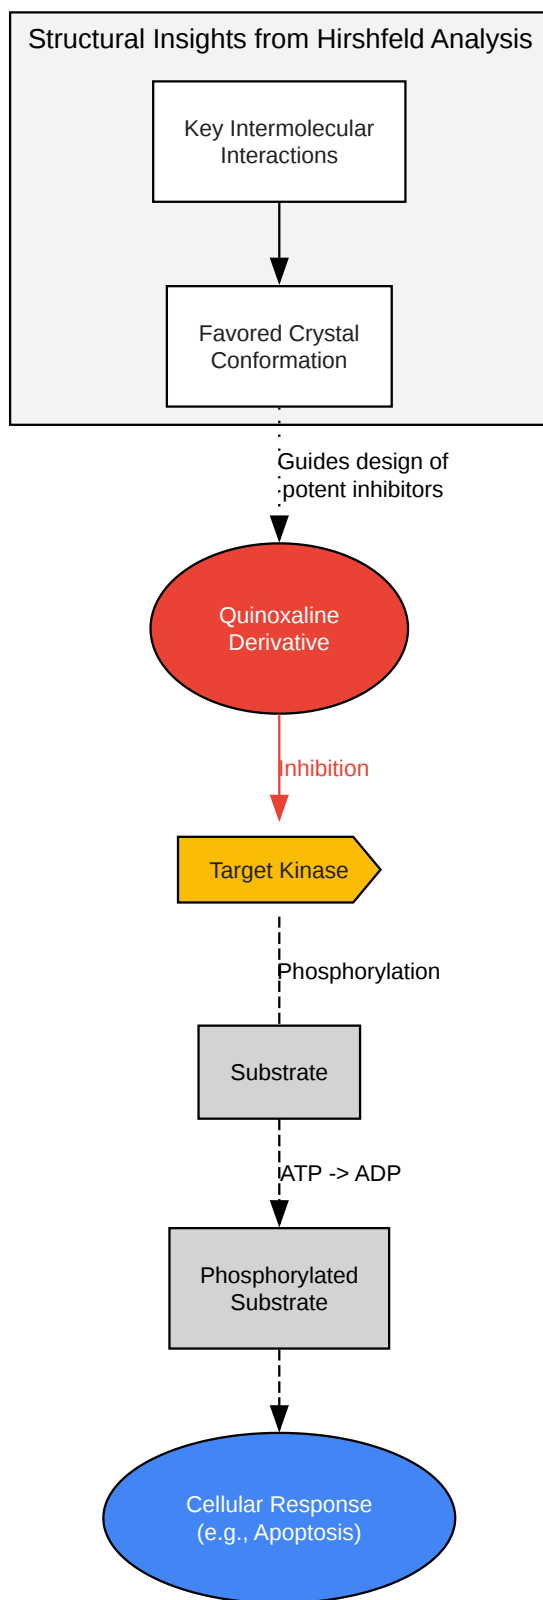 Structural Insights from Hirshfeld Analysis
Key Intermolecular
Interactions
Favored Crystal
Conformation
Guides design of
potent inhibitors
Quinoxaline
Derivative
Inhibition
Target Kinase
Phosphorylation
Substrate
ATP -> ADP
Phosphorylated
Substrate
Cellular Response
(e.g., Apoptosis)